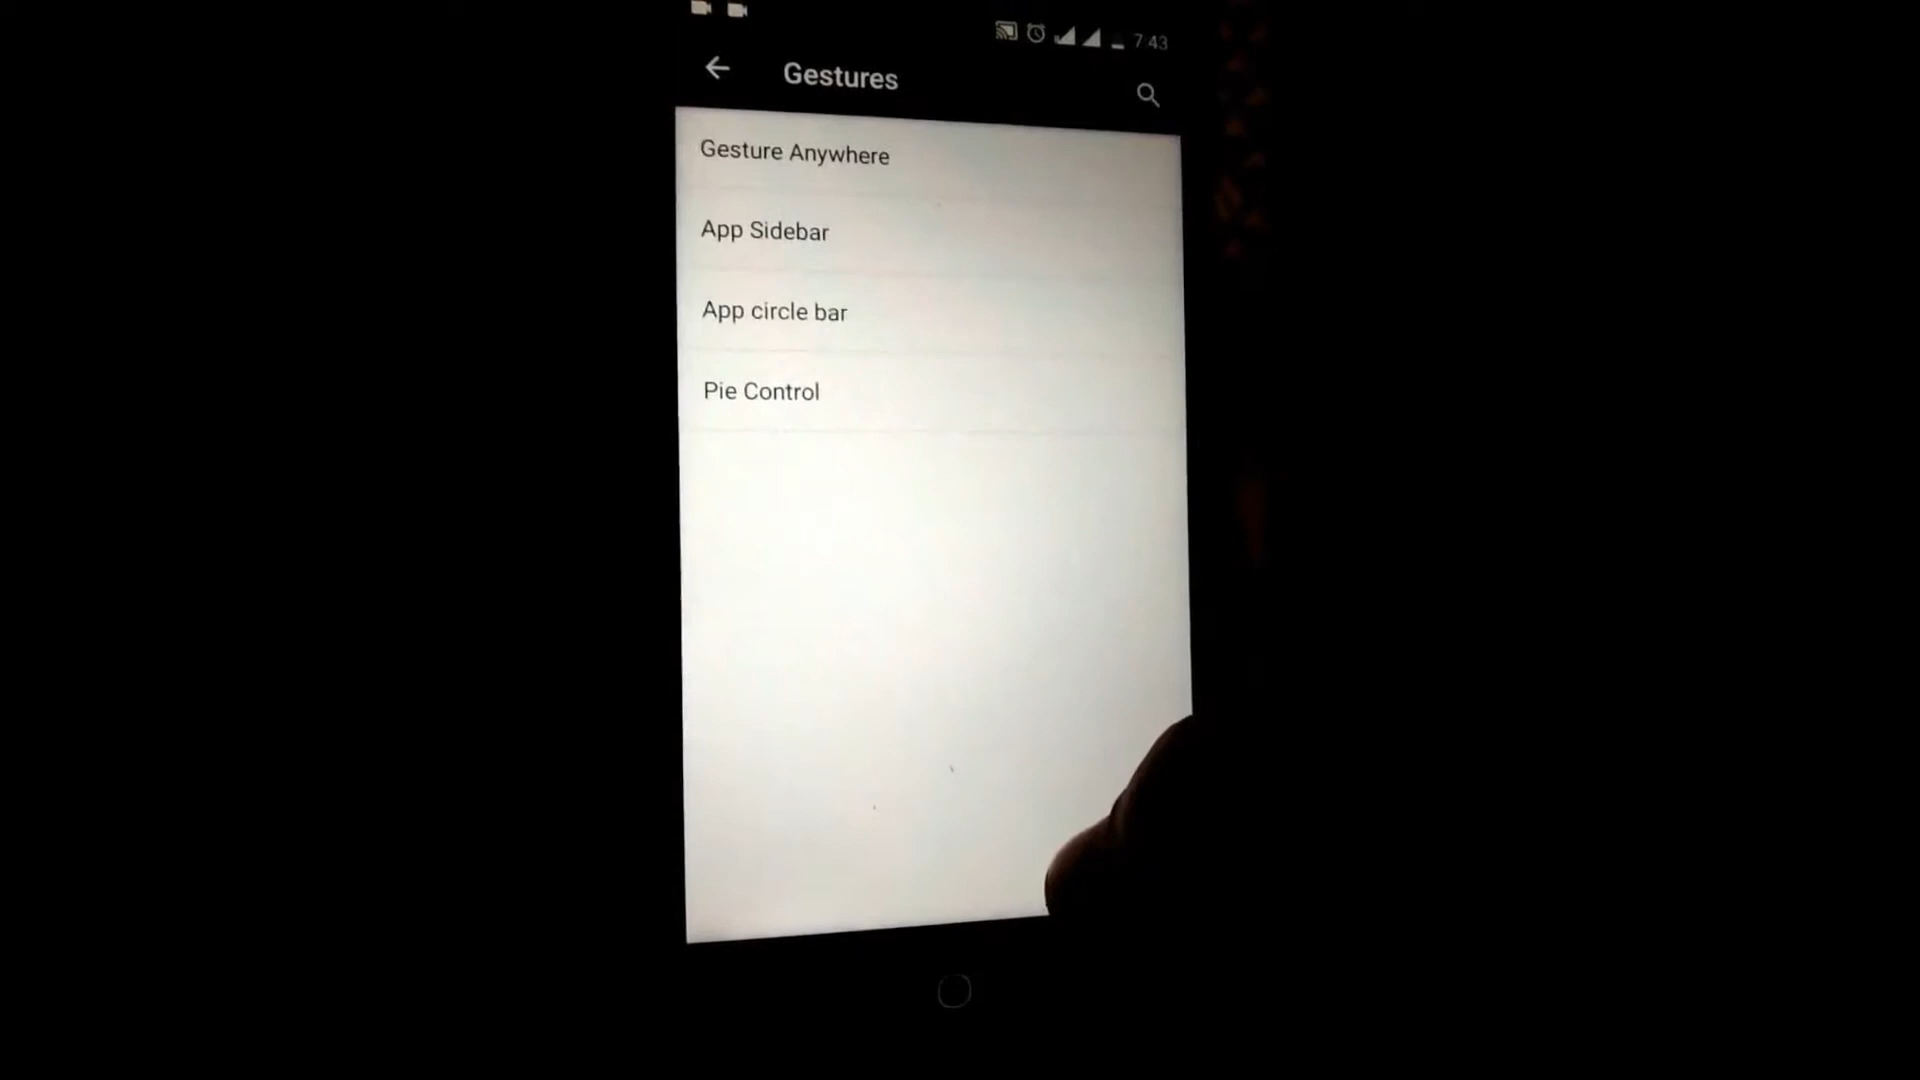 7:43
Gestures
Gesture Anywhere
App Sidebar
App circle bar
Pie Control